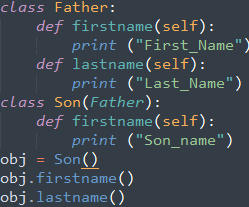 class Father:
    def firstname(self):
        print ("First_Name")
    def lastname(self):
        print ("Last_Name")
class Son(Father):
    def firstname(self):
        print ("Son_name")
obj = Son()
obj.firstname()
obj.lastname()